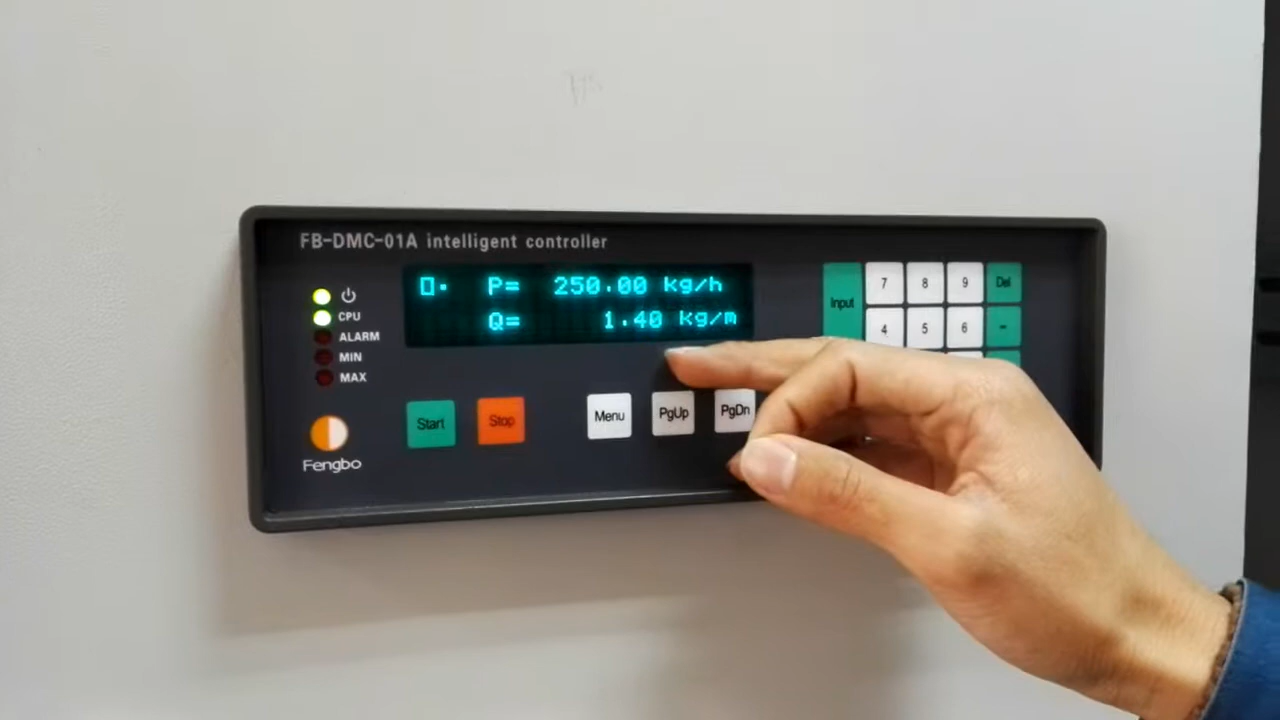 FB-DMC-01A intelligent controller
P= 250.00 kg/h
Q= 1.40 kg/m
CPU
ALARM
MIN
MAX
Input
7 8 9 Del
4 5 6 -
Start Stop Menu PgUp PgDn
Fengbo